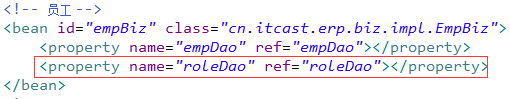 <!-- 员工 -->
<bean id="empBiz" class="cn.itcast.erp.biz.impl.EmpBiz">
<property name="empDao" ref="empDao"></property>
<property name="roleDao" ref="roleDao"></property>
</bean>